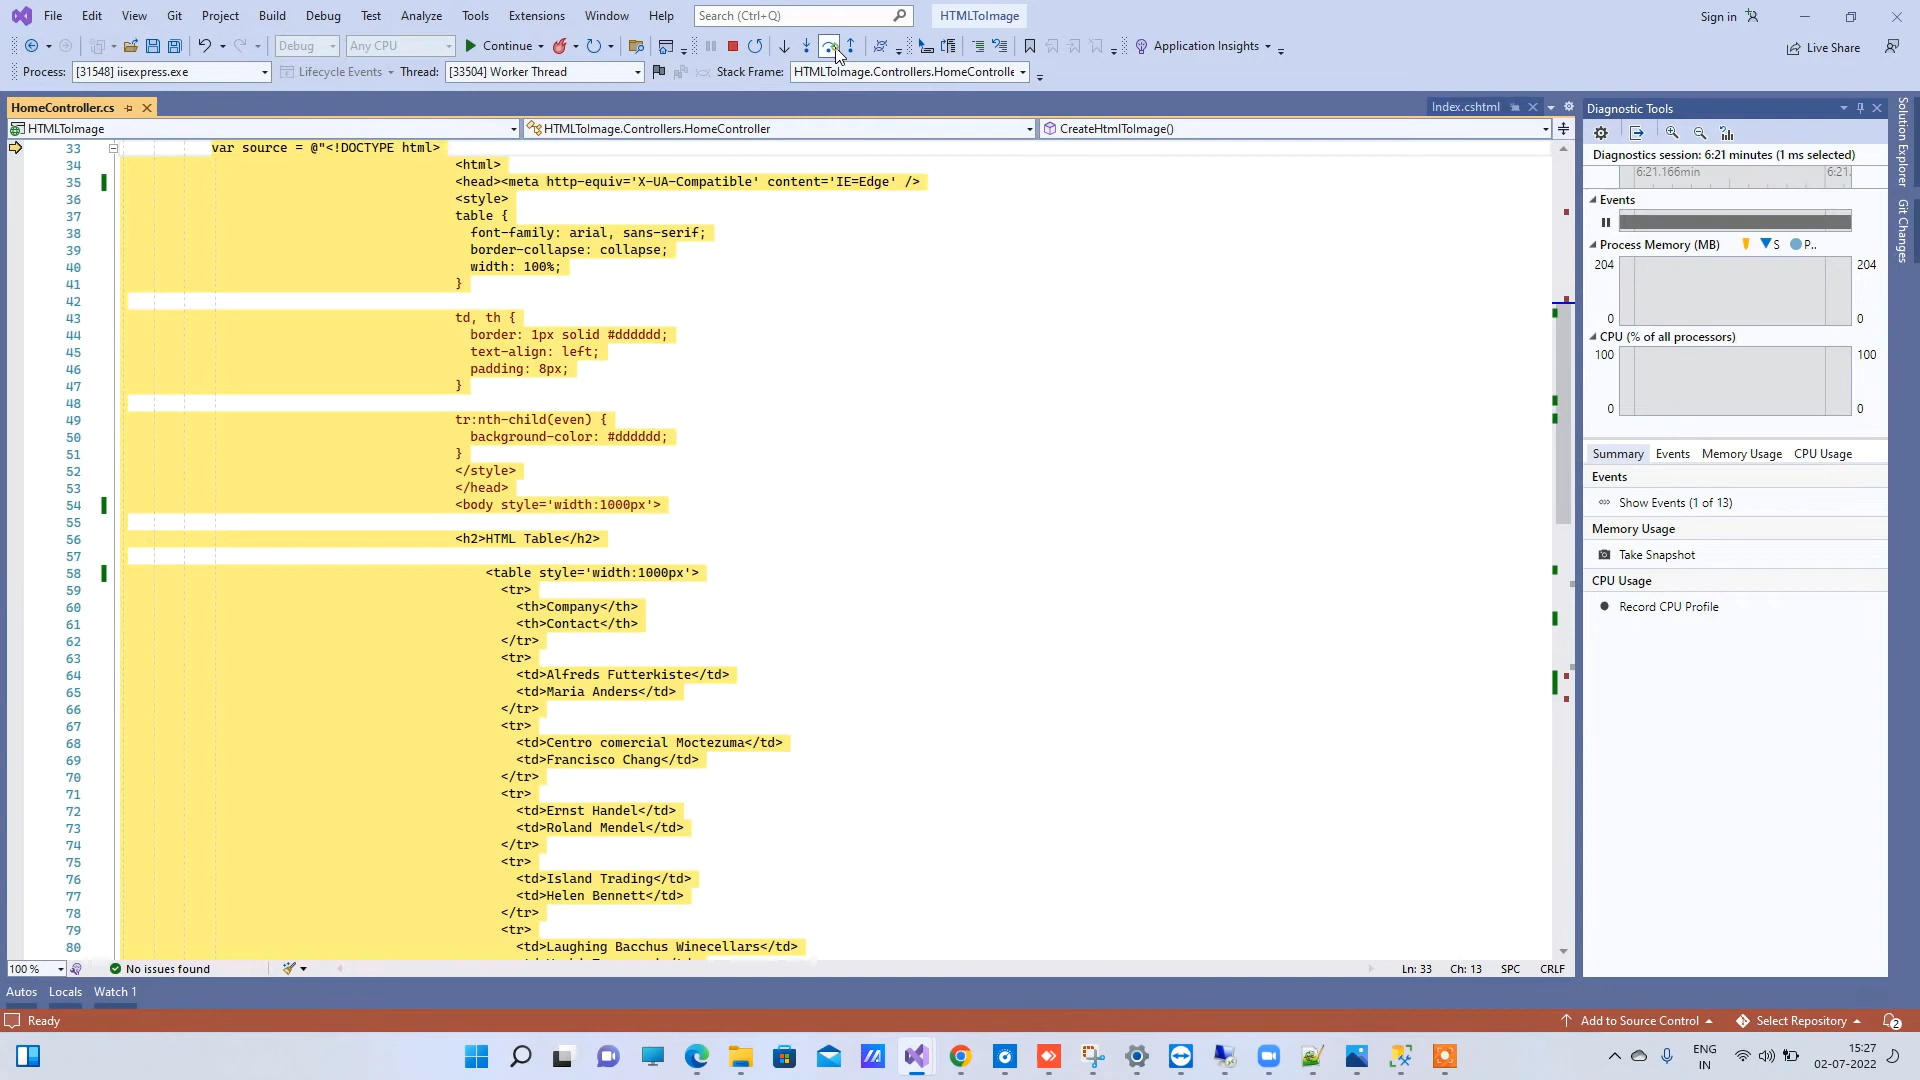 File Edit View Git Project Build Debug Test Analyze Tools Extensions Window Help Search (Ctrl+Q) HTMLToImage Sign in
Debug Any CPU Continue Application Insights Live Share
Process: [31548] iisexpress.exe Lifecycle Events Thread: [33504] Worker Thread Stack Frame: HTMLToImage.Controllers.HomeControlle
HomeController.cs Index.cshtml
HTMLToImage HTMLToImage.Controllers.HomeController CreateHtmlToImage()
33 var source = @"<!DOCTYPE html>
34 <html>
35 <head><meta http-equiv='X-UA-Compatible' content='IE=Edge' />
36 <style>
37 table {
38 font-family: arial, sans-serif;
39 border-collapse: collapse;
40 width: 100%;
41 }
42
43 td, th {
44 border: 1px solid #dddddd;
45 text-align: left;
46 padding: 8px;
47 }
48
49 tr:nth-child(even) {
50 background-color: #dddddd;
51 }
52 </style>
53 </head>
54 <body style='width:1000px'>
55
56 <h2>HTML Table</h2>
57
58 <table style='width:1000px'>
59 <tr>
60 <th>Company</th>
61 <th>Contact</th>
62 </tr>
63 <tr>
64 <td>Alfreds Futterkiste</td>
65 <td>Maria Anders</td>
66 </tr>
67 <tr>
68 <td>Centro comercial Moctezuma</td>
69 <td>Francisco Chang</td>
70 </tr>
71 <tr>
72 <td>Ernst Handel</td>
73 <td>Roland Mendel</td>
74 </tr>
75 <tr>
76 <td>Island Trading</td>
77 <td>Helen Bennett</td>
78 </tr>
79 <tr>
80 <td>Laughing Bacchus Winecellars</td>
100 % No issues found Ln: 33 Ch: 13 SPC CRLF
Diagnostic Tools
Diagnostics session: 6:21 minutes (1 ms selected)
6:21.166min 6:21.
Events
Process Memory (MB) S P..
204 204
0 0
CPU (% of all processors)
100 100
0 0
Summary Events Memory Usage CPU Usage
Events
Show Events (1 of 13)
Memory Usage
Take Snapshot
CPU Usage
Record CPU Profile
Solution Explorer
Git Changes
Autos Locals Watch 1
Ready Add to Source Control Select Repository 2
ENG
IN
15:27
02-07-2022